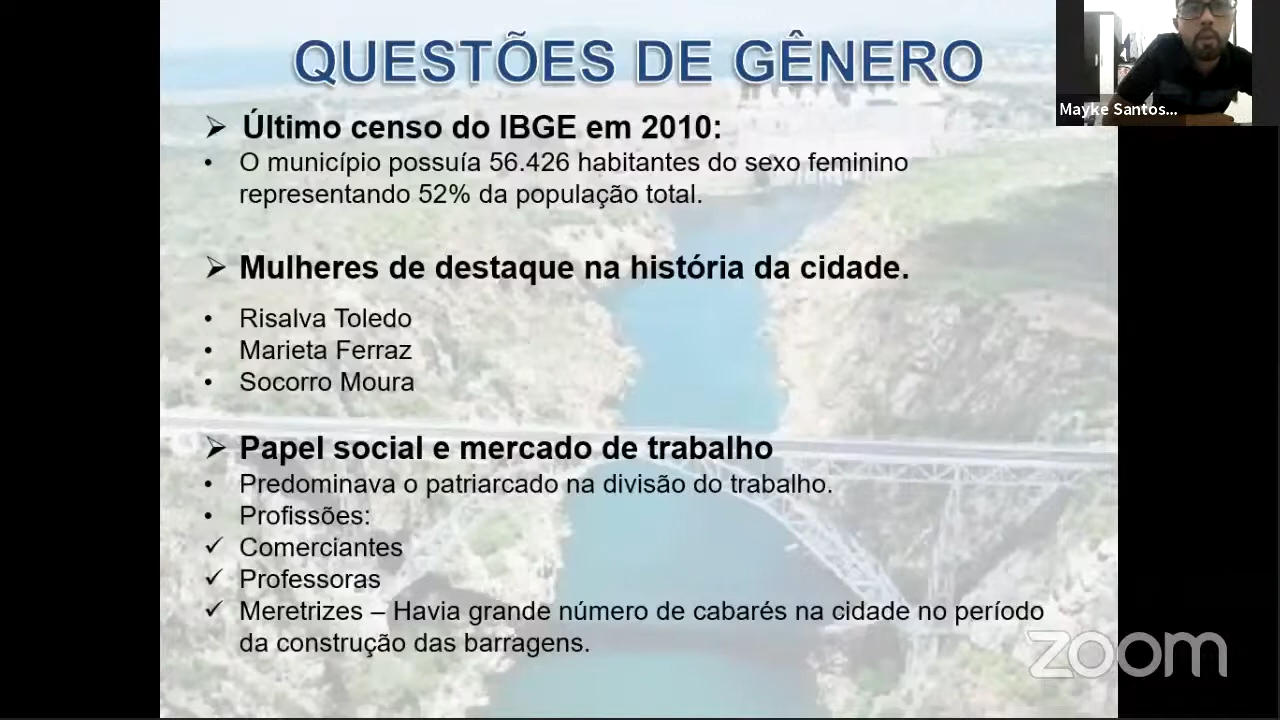 QUESTÕES DE GÊNERO
Mayke Santos...
➢ Último censo do IBGE em 2010:
• O município possuía 56.426 habitantes do sexo feminino
representando 52% da população total.
➢ Mulheres de destaque na história da cidade.
• Risalva Toledo
• Marieta Ferraz
• Socorro Moura
➢ Papel social e mercado de trabalho
• Predominava o patriarcado na divisão do trabalho.
• Profissões:
✓ Comerciantes
✓ Professoras
✓ Meretrizes – Havia grande número de cabarés na cidade no período
da construção das barragens.
zoom